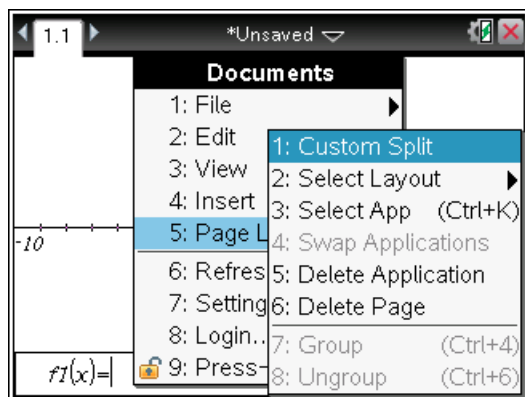 1.1
*Unsaved
Documents
1: File
2: Edit
3: View
4: Insert
5: Page L
6: Refres
7: Setting
8: Login..
9: Press-
1: Custom Split
2: Select Layout
3: Select App (Ctrl+K)
4: Swap Applications
5: Delete Application
6: Delete Page
7: Group (Ctrl+4)
8: Ungroup (Ctrl+6)
-10
f1(x)=